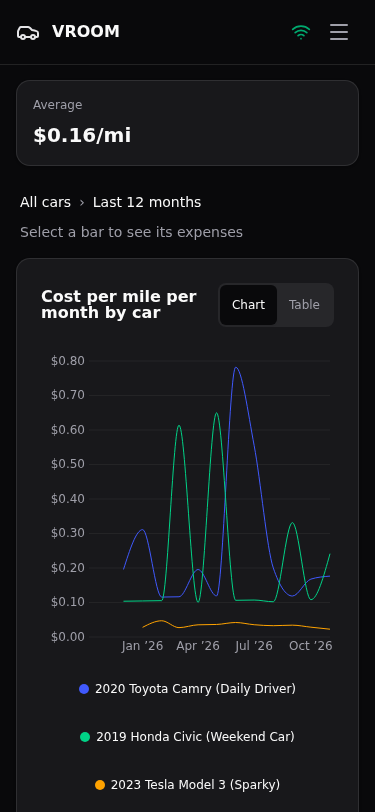 VROOM
Average
$0.16/mi
All cars › Last 12 months
Select a bar to see its expenses
Cost per mile per
month by car
Chart
Table
$0.80
$0.70
$0.60
$0.50
$0.40
$0.30
$0.20
$0.10
$0.00
Jan ’26 Apr ’26 Jul ’26 Oct ’26
2020 Toyota Camry (Daily Driver)
2019 Honda Civic (Weekend Car)
2023 Tesla Model 3 (Sparky)